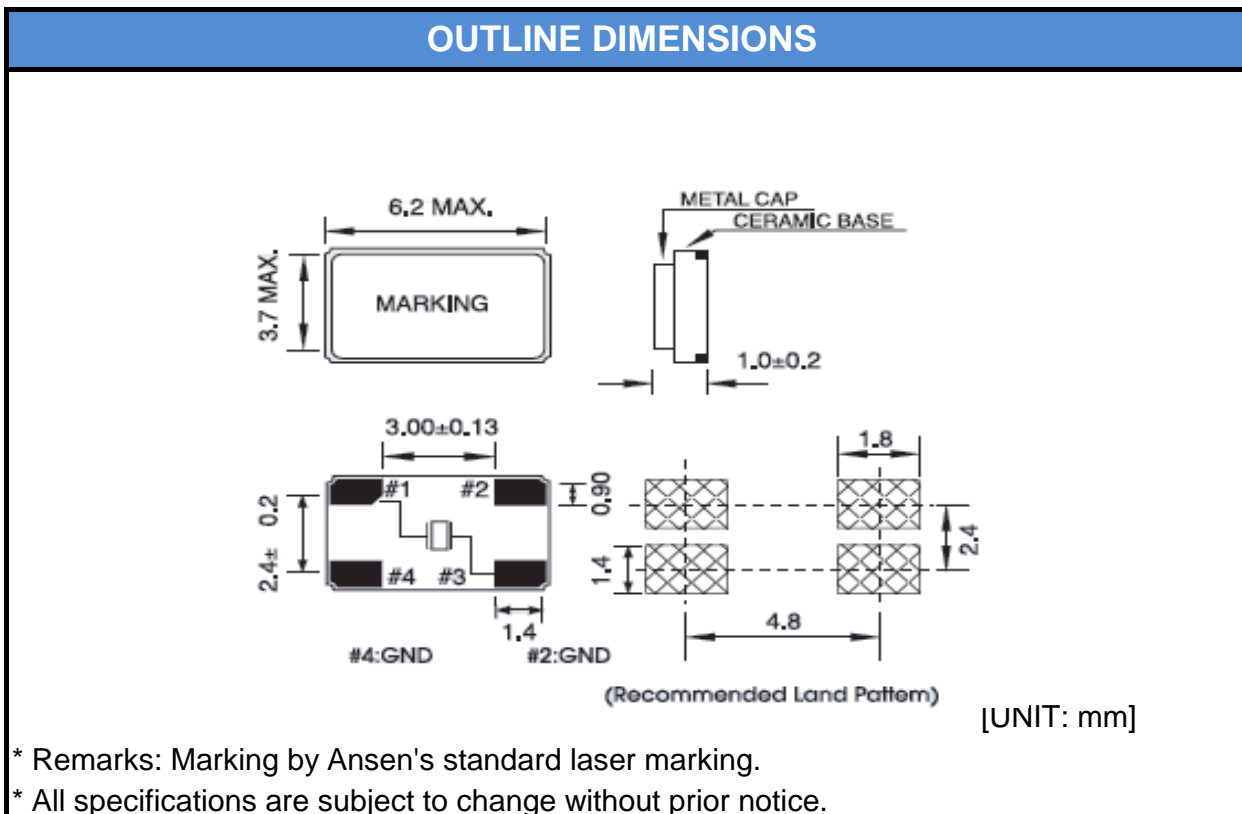 OUTLINE DIMENSIONS
6.2 MAX.
3.7 MAX.
MARKING
METAL CAP
CERAMIC BASE
1.0±0.2
3.00±0.13
#1
#2
0.90
2.4± 0.2
#4
#3
1.4
#4:GND
#2:GND
1.8
2.4
1.4
4.8
(Recommended Land Pattern)
[UNIT: mm]
* Remarks: Marking by Ansen's standard laser marking.
* All specifications are subject to change without prior notice.